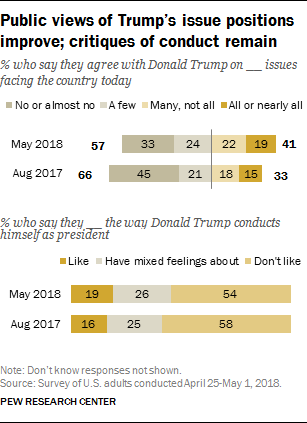 Public views of Trump's issue positions
improve; critiques of conduct remain
% who say they agree with Donald Trump on __ issues
facing the country today
No or almost no A few Many, not all All or nearly all
May 2018 57 33 24 22 19 41
Aug 2017 66 45 21 18 15 33
% who say they __ the way Donald Trump conducts
himself as president
Like Have mixed feelings about Don't like
May 2018 19 26 54
Aug 2017 16 25 58
Note: Don't know responses not shown.
Source: Survey of U.S. adults conducted April 25-May 1, 2018.
PEW RESEARCH CENTER